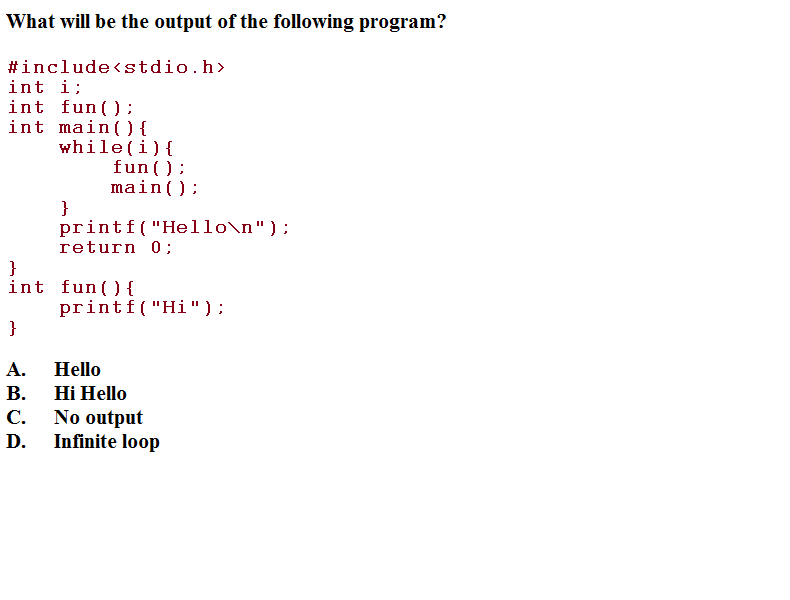 What will be the output of the following program?
#include<stdio.h>
int i;
int fun();
int main(){
    while(i){
        fun();
        main();
    }
    printf("Hello\n");
    return 0;
}
int fun(){
    printf("Hi");
}
A. Hello
B. Hi Hello
C. No output
D. Infinite loop